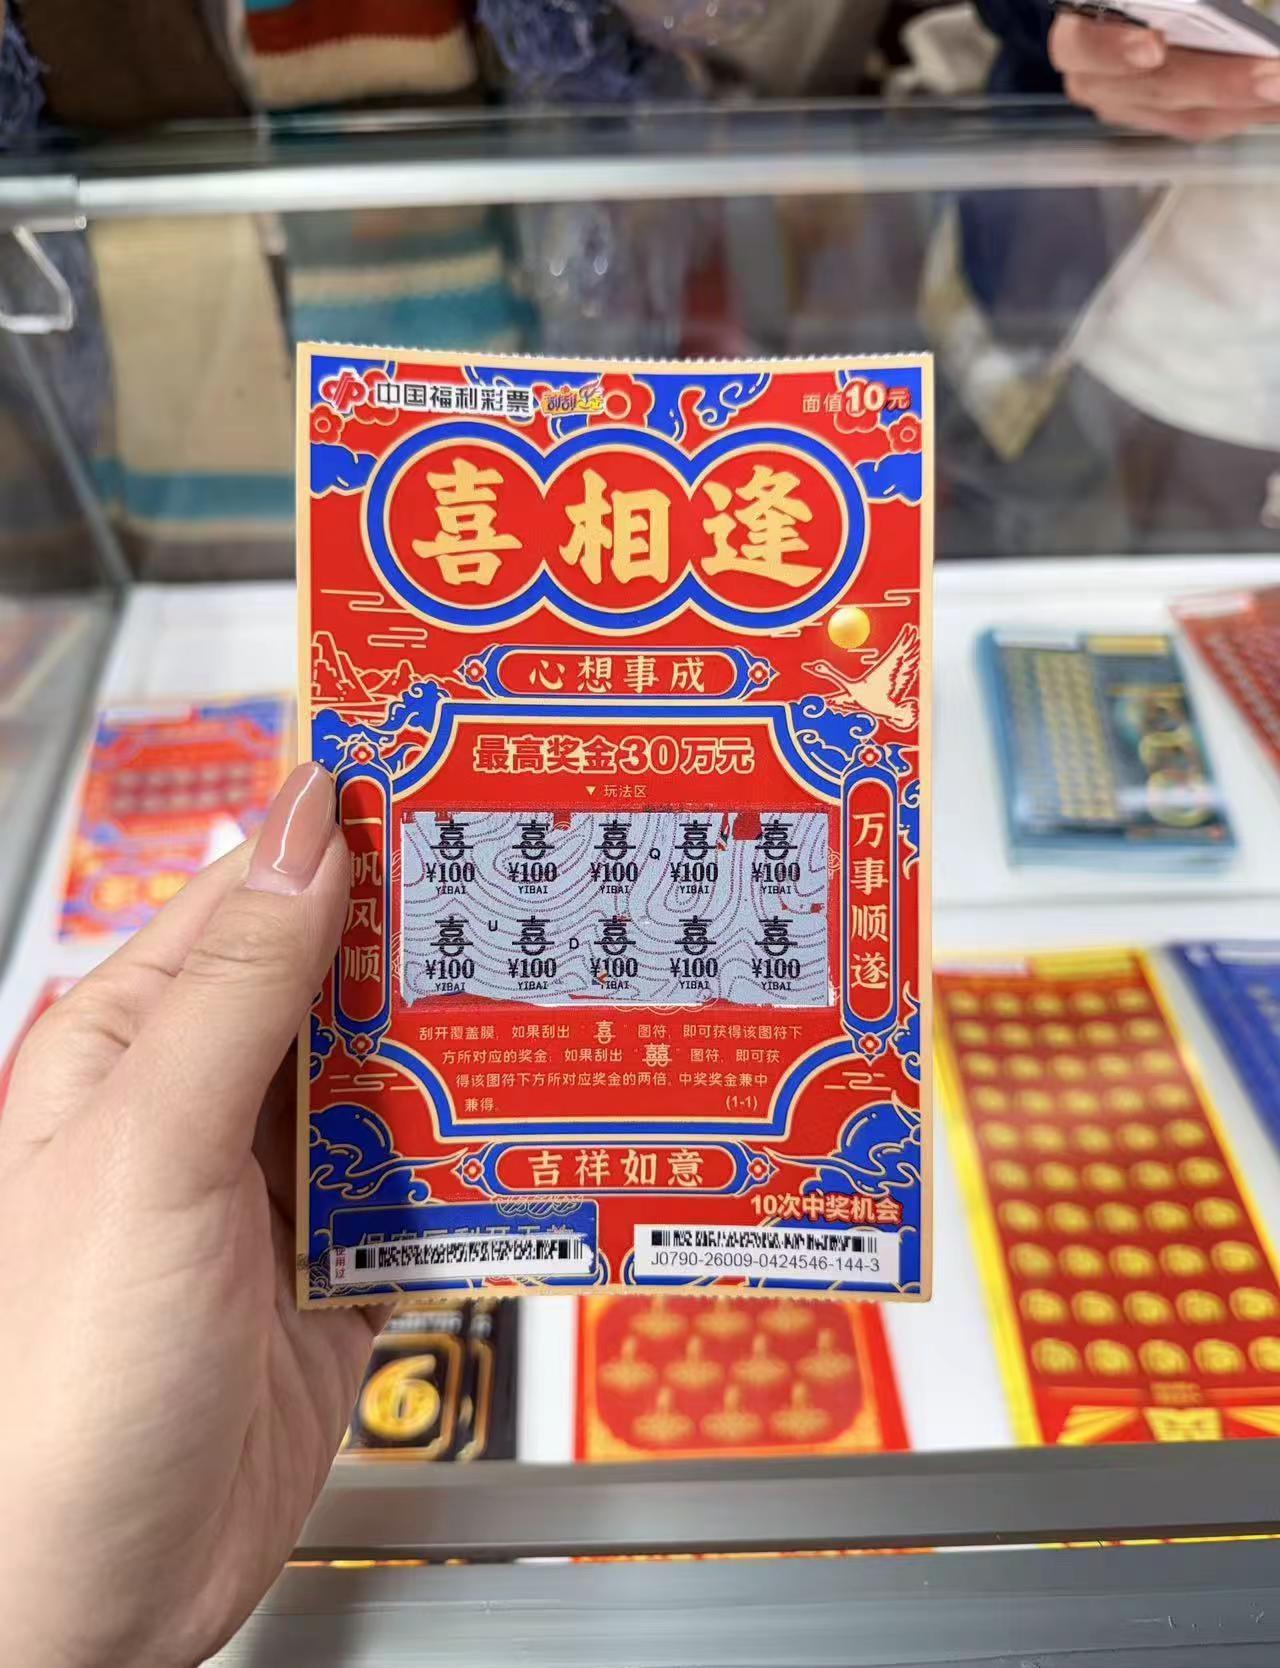 中国福利彩票 刮刮乐
面值10元
喜相逢
心想事成
最高奖金30万元
▼ 玩法区
一帆风顺
万事顺遂
喜 喜 喜 喜 喜
¥100 ¥100 ¥100 Q ¥100 ¥100
YIBAI YIBAI YIBAI YIBAI YIBAI
喜 U 喜 D 喜 喜 喜
¥100 ¥100 ¥100 ¥100 ¥100
YIBAI YIBAI YIBAI YIBAI YIBAI
刮开覆盖膜，如果刮出“喜”图符，即可获得该图符下
方所对应的奖金；如果刮出“囍”图符，即可获
得该图符下方所对应奖金的两倍。中奖奖金兼中
兼得。 (1-1)
吉祥如意
10次中奖机会
使用过
J0790-26009-0424546-144-3
6